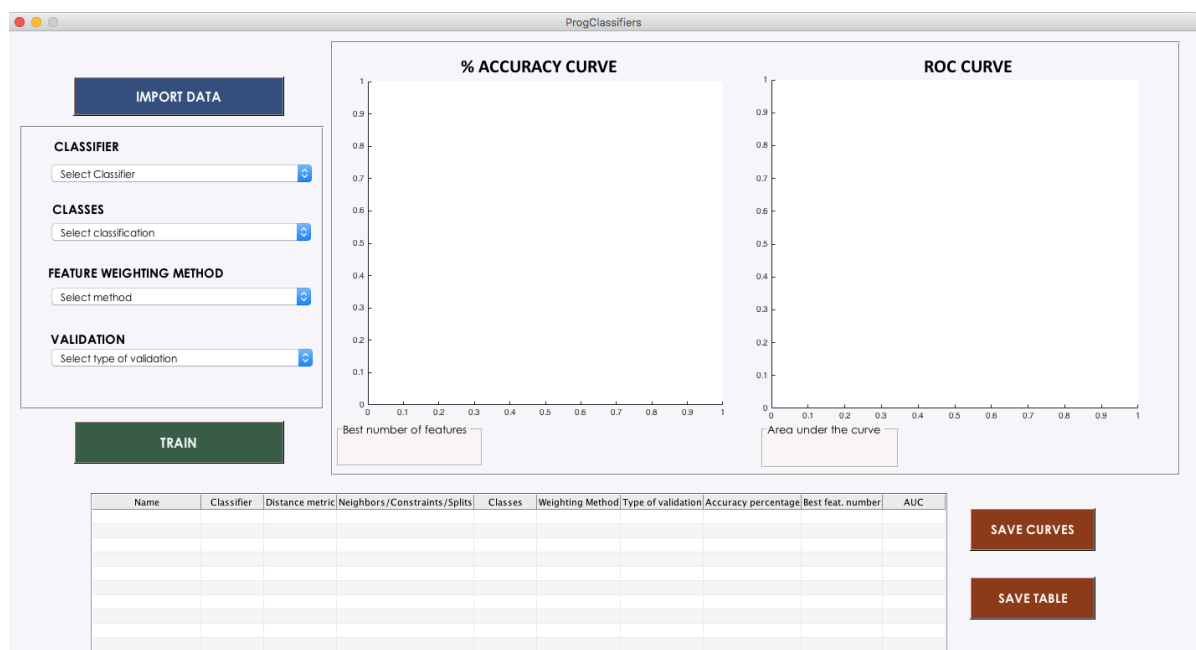 ProgClassifiers
IMPORT DATA
CLASSIFIER
Select Classifier
CLASSES
Select classification
FEATURE WEIGHTING METHOD
Select method
VALIDATION
Select type of validation
TRAIN
% ACCURACY CURVE
1
0.9
0.8
0.7
0.6
0.5
0.4
0.3
0.2
0.1
0
0 0.1 0.2 0.3 0.4 0.5 0.6 0.7 0.8 0.9 1
Best number of features
ROC CURVE
1
0.9
0.8
0.7
0.6
0.5
0.4
0.3
0.2
0.1
0
0 0.1 0.2 0.3 0.4 0.5 0.6 0.7 0.8 0.9 1
Area under the curve
Name Classifier Distance metric Neighbors/Constraints/Splits Classes Weighting Method Type of validation Accuracy percentage Best feat. number AUC
SAVE CURVES
SAVE TABLE